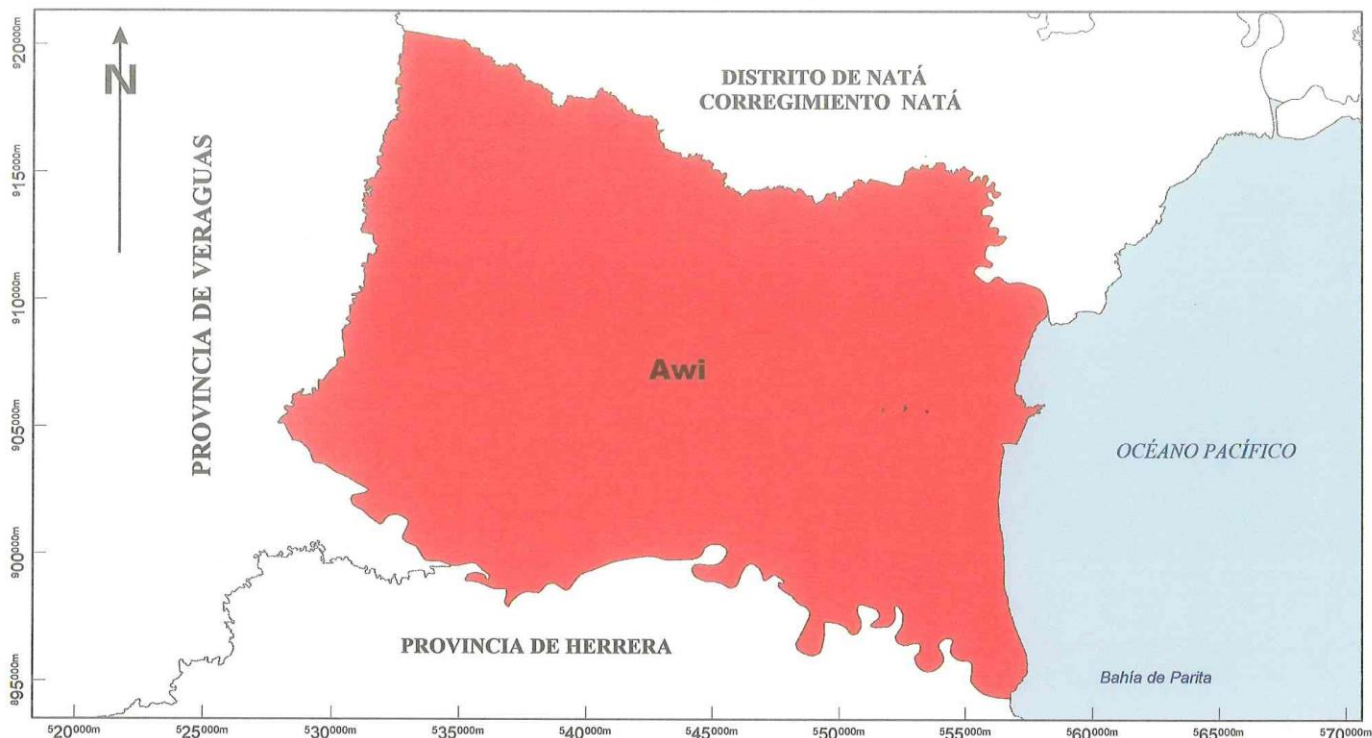 N
DISTRITO DE NATÁ
CORREGIMIENTO NATÁ
PROVINCIA DE VERAGUAS
Awi
OCÉANO PACÍFICO
PROVINCIA DE HERRERA
Bahía de Parita
920000m
915000m
910000m
905000m
900000m
895000m
520000m
525000m
530000m
535000m
540000m
545000m
550000m
555000m
560000m
565000m
570000m